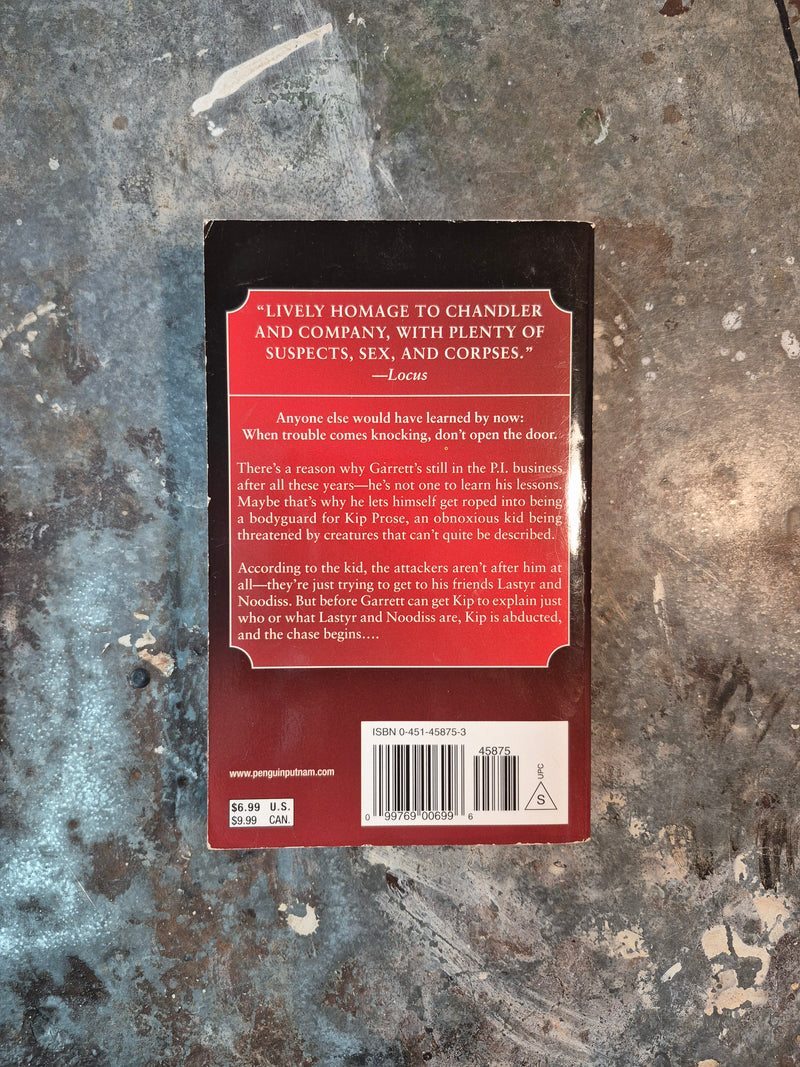 “LIVELY HOMAGE TO CHANDLER
AND COMPANY, WITH PLENTY OF
SUSPECTS, SEX, AND CORPSES.”
—Locus
Anyone else would have learned by now:
When trouble comes knocking, don’t open the door.
There’s a reason why Garrett’s still in the P.I. business
after all these years—he’s not one to learn his lessons.
Maybe that’s why he lets himself get roped into being
a bodyguard for Kip Prose, an obnoxious kid being
threatened by creatures that can’t quite be described.
According to the kid, the attackers aren’t after him at
all—they’re just trying to get to his friends Lastyr and
Noodiss. But before Garrett can get Kip to explain just
who or what Lastyr and Noodiss are, Kip is abducted,
and the chase begins....
ISBN 0-451-45875-3
45875
UPC
S
0 99769 00699 6
www.penguinputnam.com
$6.99 U.S.
$9.99 CAN.